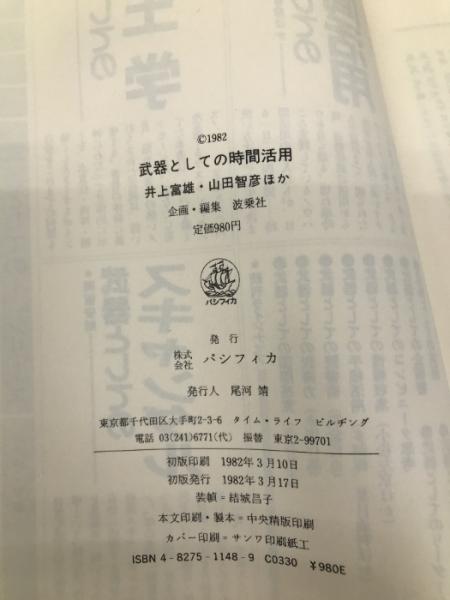 ©1982
武器としての時間活用
井上富雄・山田智彦ほか
企画・編集 波乗社
定価980円
パシフィカ
発行
株式会社 パシフィカ
発行人 尾河 靖
東京都千代田区大手町2-3-6 タイム・ライフ ビルヂング
電話 03(241)6771(代) 振替 東京2-99701
初版印刷 1982年3月10日
初版発行 1982年3月17日
装幀=結城昌子
本文印刷・製本=中央精版印刷
カバー印刷=サンワ印刷紙工
ISBN 4-8275-1148-9 C0330 ¥980E